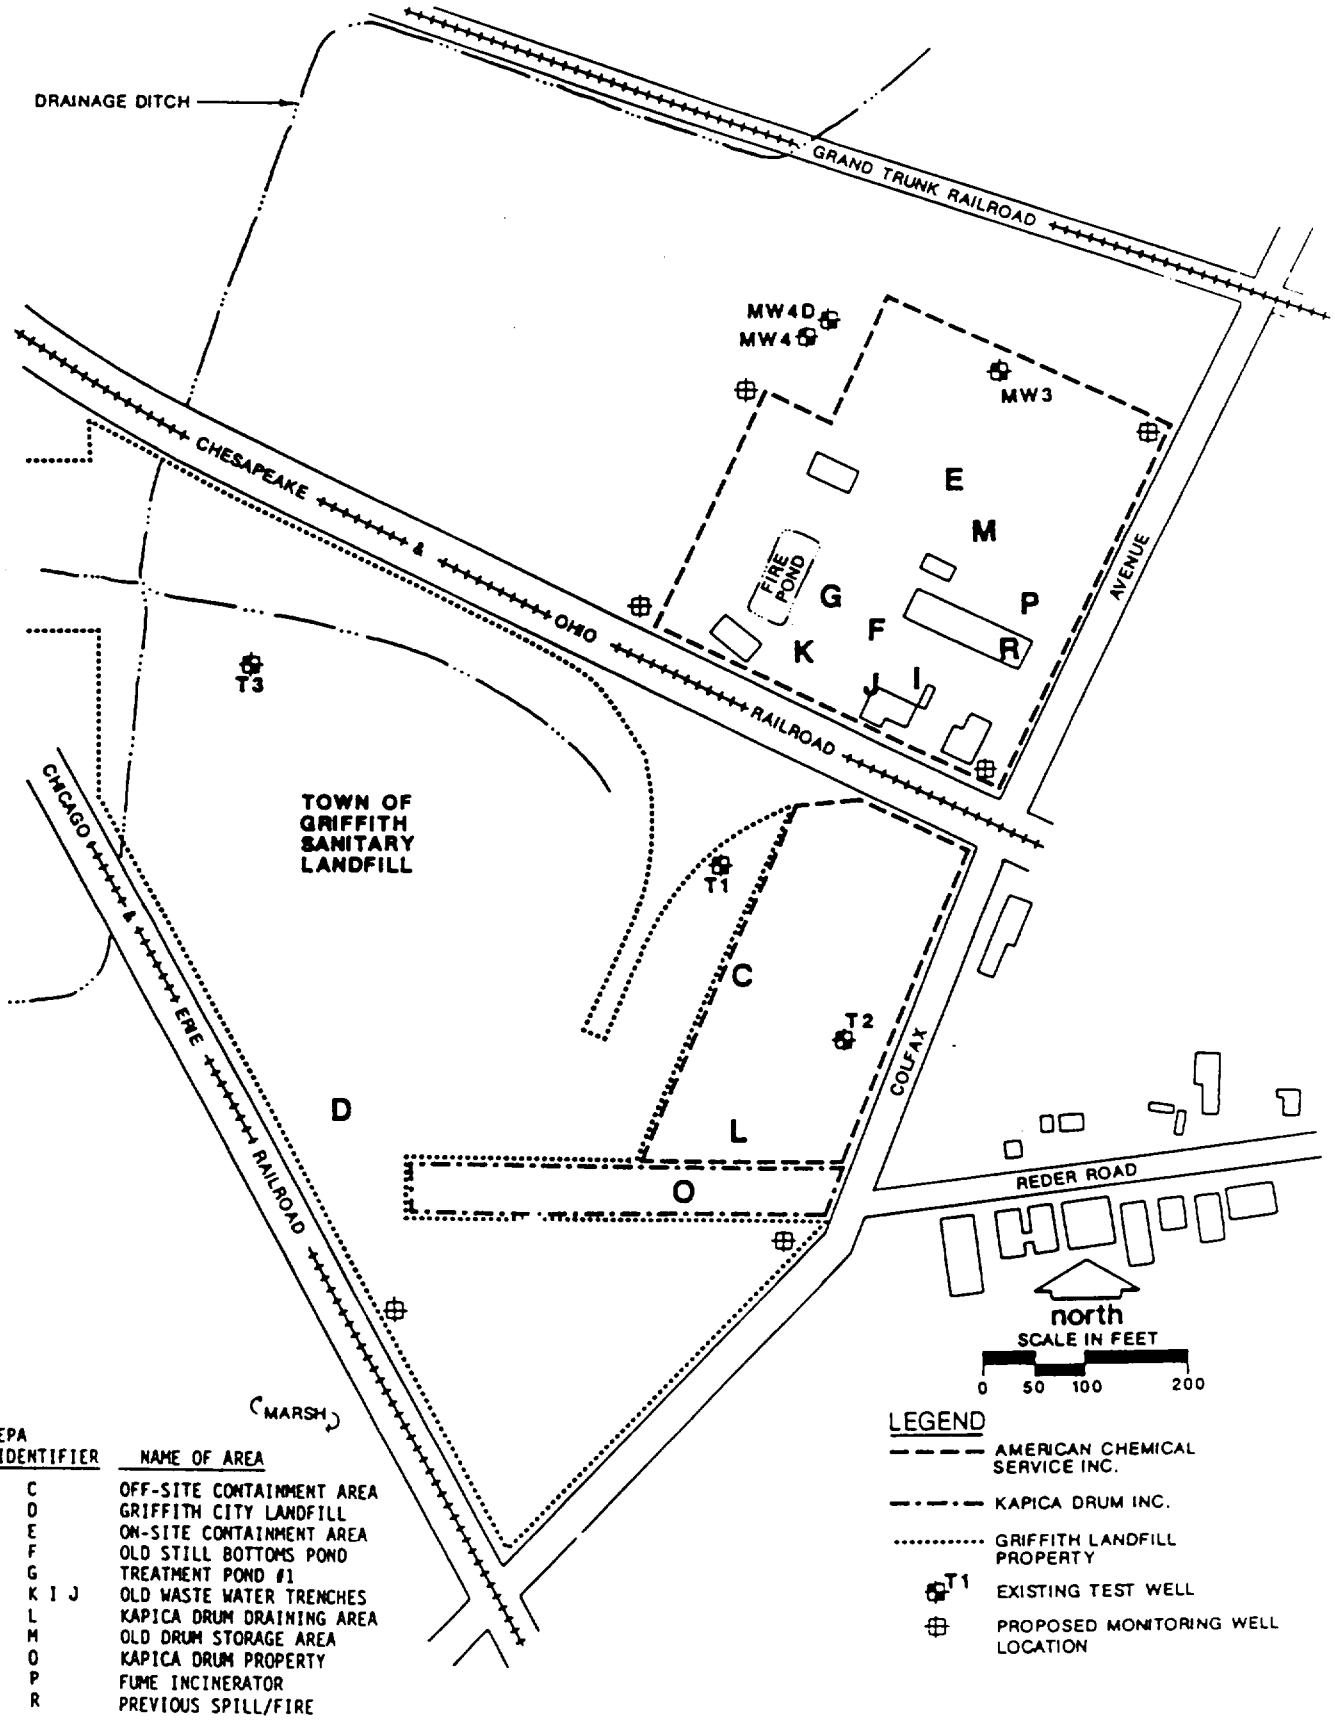 DRAINAGE DITCH
GRAND TRUNK RAILROAD
MW4D
MW4
MW3
CHESAPEAKE & OHIO RAILROAD
E
M
AVENUE
FIRE
POND
G
P
F
R
K
J
I
T3
CHICAGO & ERIE RAILROAD
TOWN OF
GRIFFITH
SANITARY
LANDFILL
T1
C
T2
COLFAX
D
L
O
REDER ROAD
north
SCALE IN FEET
0 50 100 200
MARSH
LEGEND
AMERICAN CHEMICAL
SERVICE INC.
KAPICA DRUM INC.
GRIFFITH LANDFILL
PROPERTY
T1 EXISTING TEST WELL
PROPOSED MONITORING WELL
LOCATION
EPA
IDENTIFIER NAME OF AREA
C OFF-SITE CONTAINMENT AREA
D GRIFFITH CITY LANDFILL
E ON-SITE CONTAINMENT AREA
F OLD STILL BOTTOMS POND
G TREATMENT POND #1
K I J OLD WASTE WATER TRENCHES
L KAPICA DRUM DRAINING AREA
M OLD DRUM STORAGE AREA
O KAPICA DRUM PROPERTY
P FUME INCINERATOR
R PREVIOUS SPILL/FIRE